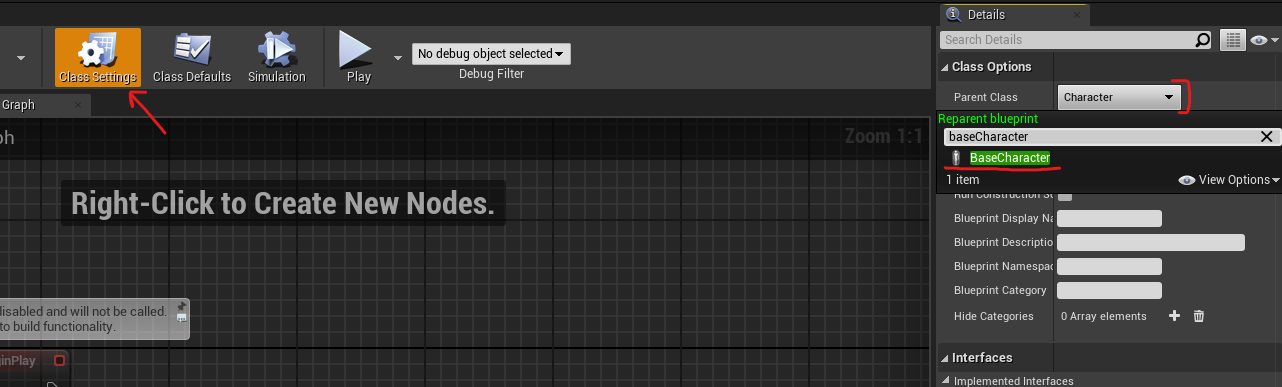 Details
Search Details
Class Settings
Class Defaults
Simulation
Play
No debug object selected
Debug Filter
Class Options
Graph
Parent Class
Character
Reparent blueprint
baseCharacter
BaseCharacter
1 item
View Options
ph
Zoom 1:1
Right-Click to Create New Nodes.
Run Construction S
Blueprint Display Na
Blueprint Descriptio
Blueprint Namespac
Blueprint Category
Hide Categories
0 Array elements
disabled and will not be called.
to build functionality.
ginPlay
Interfaces
Implemented Interfaces